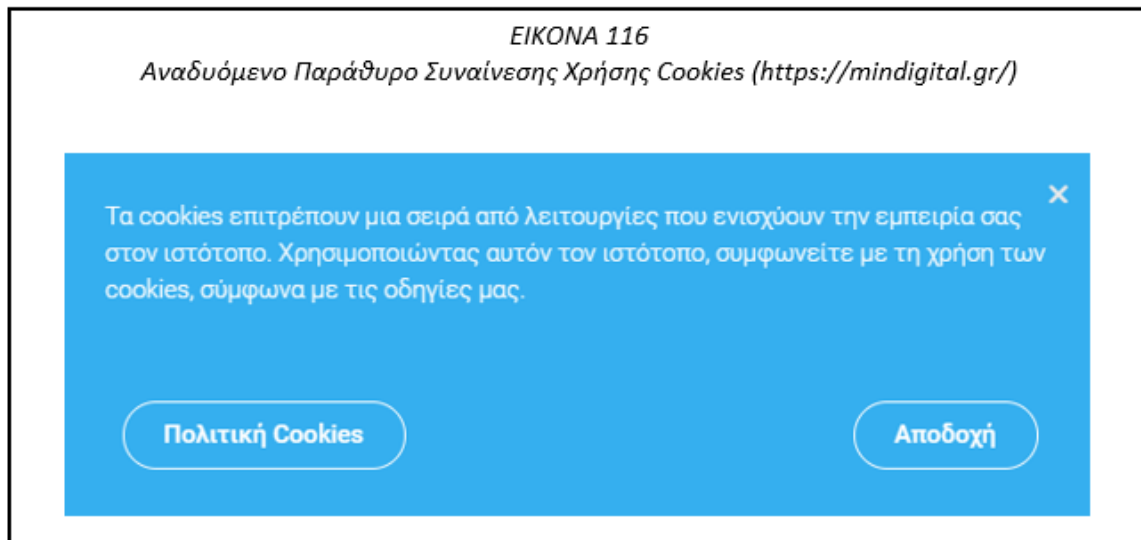 ΕΙΚΟΝΑ 116
Αναδυόμενο Παράθυρο Συναίνεσης Χρήσης Cookies (https://mindigital.gr/)
Τα cookies επιτρέπουν μια σειρά από λειτουργίες που ενισχύουν την εμπειρία σας
στον ιστότοπο. Χρησιμοποιώντας αυτόν τον ιστότοπο, συμφωνείτε με τη χρήση των
cookies, σύμφωνα με τις οδηγίες μας.
Πολιτική Cookies
Αποδοχή